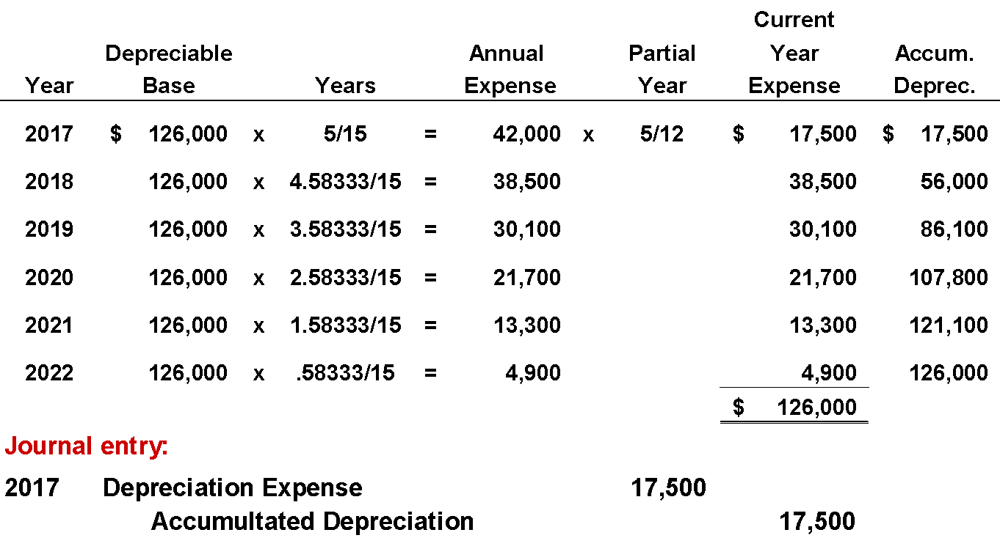 Current
Depreciable Annual Partial Year Accum.
Year Base Years Expense Year Expense Deprec.
2017 $ 126,000 x 5/15 = 42,000 x 5/12 $ 17,500 $ 17,500
2018 126,000 x 4.58333/15 = 38,500 38,500 56,000
2019 126,000 x 3.58333/15 = 30,100 30,100 86,100
2020 126,000 x 2.58333/15 = 21,700 21,700 107,800
2021 126,000 x 1.58333/15 = 13,300 13,300 121,100
2022 126,000 x .58333/15 = 4,900 4,900 126,000
$ 126,000
Journal entry:
2017 Depreciation Expense 17,500
Accumultated Depreciation 17,500